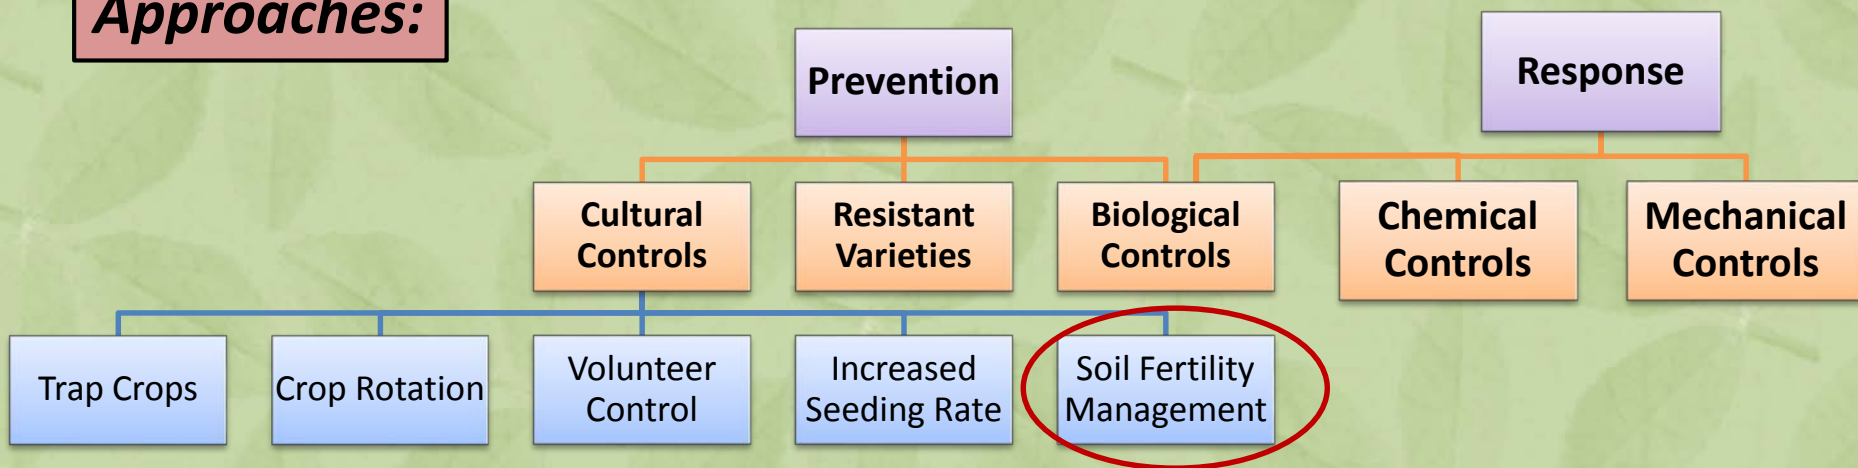 Approaches:
Prevention
Response
Cultural
Controls
Resistant
Varieties
Biological
Controls
Chemical
Controls
Mechanical
Controls
Trap Crops
Crop Rotation
Volunteer
Control
Increased
Seeding Rate
Soil Fertility
Management